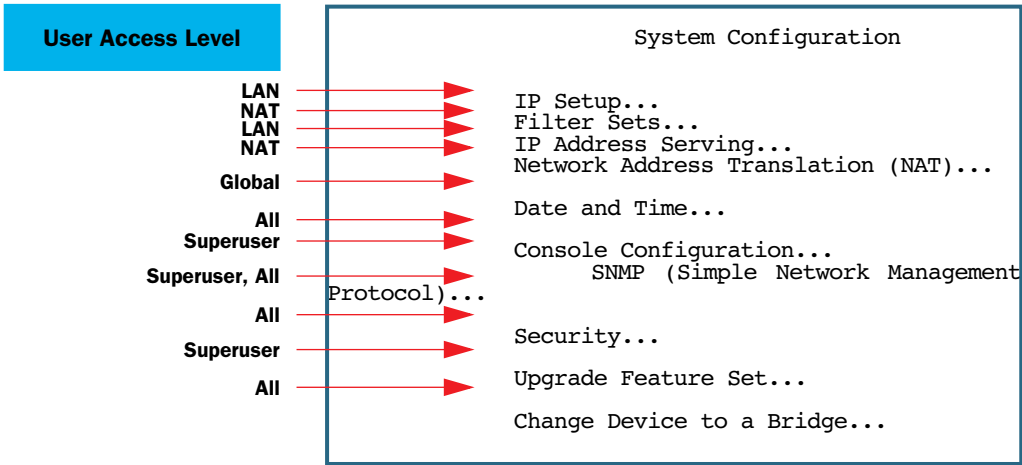 User Access Level
System Configuration
LAN
NAT
LAN
NAT
Global
All
Superuser
Superuser, All
All
Superuser
All
IP Setup...
Filter Sets...
IP Address Serving...
Network Address Translation (NAT)...
Date and Time...
Console Configuration...
SNMP (Simple Network Management
Protocol)...
Security...
Upgrade Feature Set...
Change Device to a Bridge...